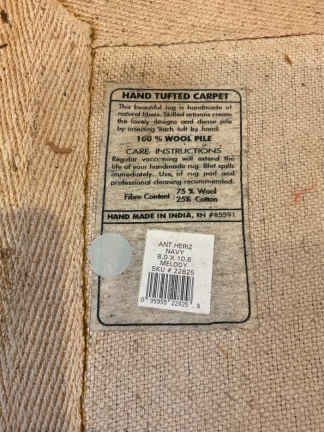 HAND TUFTED CARPET
This beautiful rug is handmade of
natural fibers. Skilled artisans create
the lovely designs and dense pile
by inserting each tuft by hand.
100 % WOOL PILE
CARE INSTRUCTIONS
Regular vacuuming will extend the
life of your handmade rug. Blot spills
immediately. Use of rug pad and
professional cleaning recommended.
Fibre Content 75 % Wool
25% Cotton
HAND MADE IN INDIA, RN #85591
ANT.HERIZ
NAVY
8.0 X 10.6
MELODY
SKU # 22825